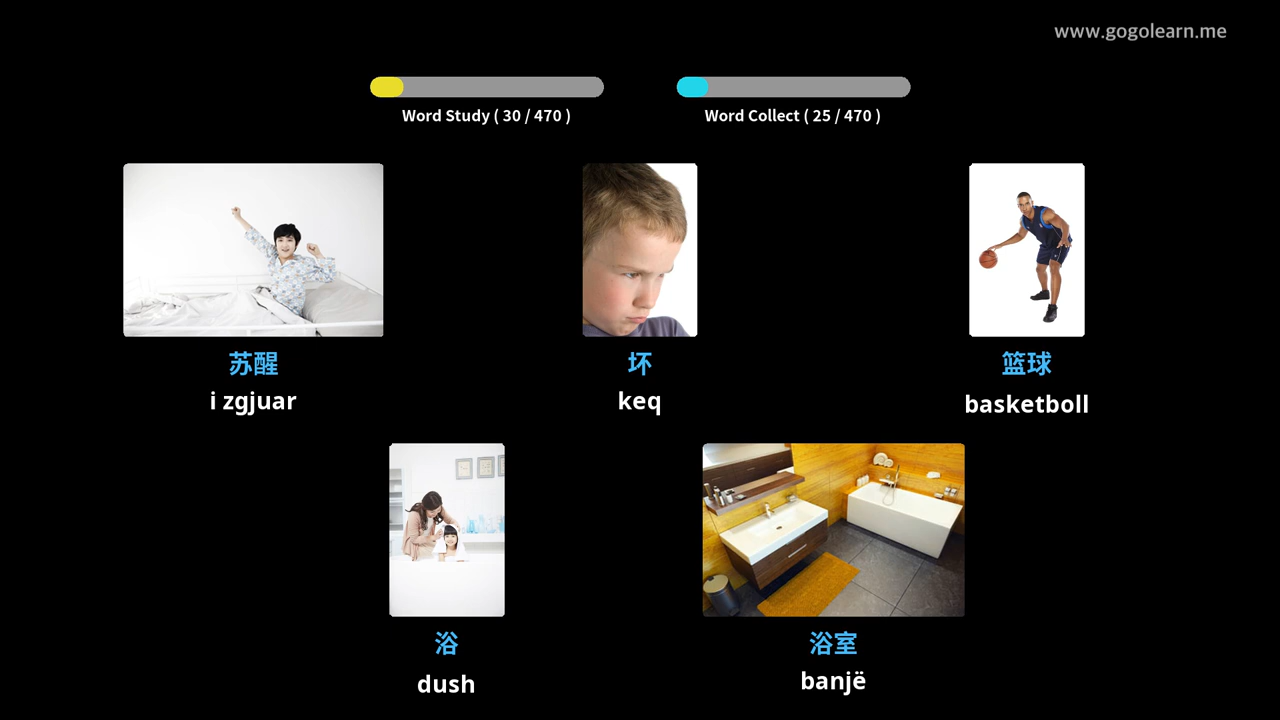 www.gogolearn.me
Word Study ( 30 / 470 )
Word Collect ( 25 / 470 )
苏醒
i zgjuar
坏
keq
篮球
basketboll
浴
dush
浴室
banjë